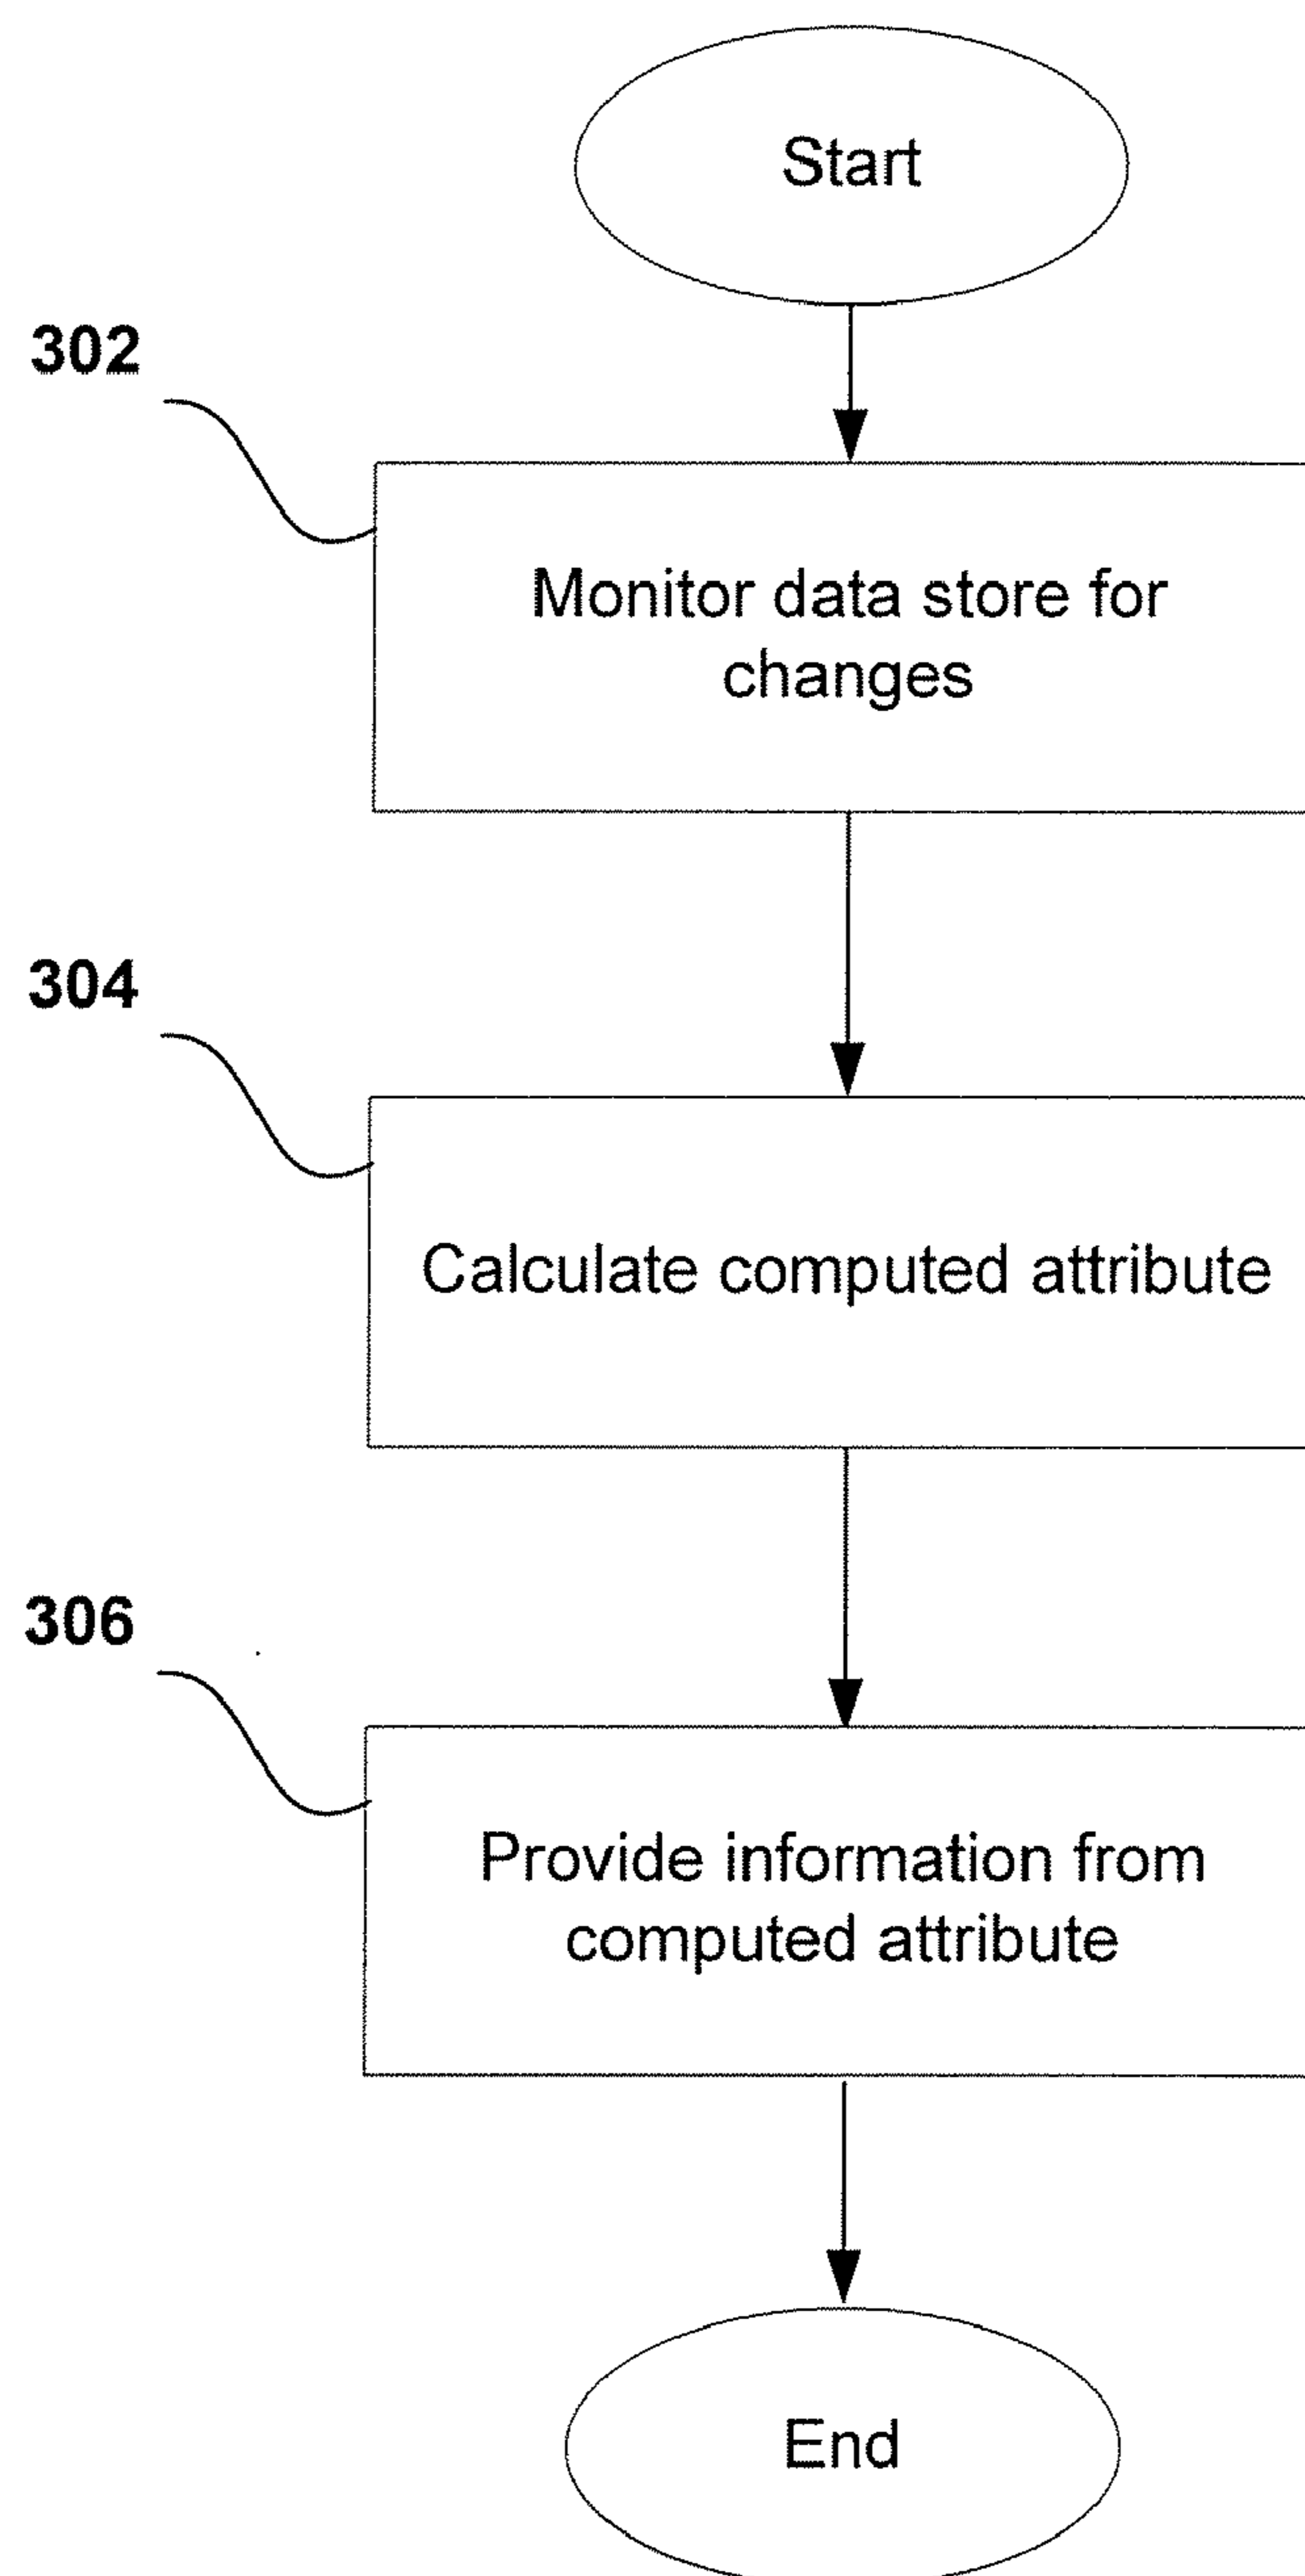 Start
302
Monitor data store for
changes
304
Calculate computed attribute
306
Provide information from
computed attribute
End